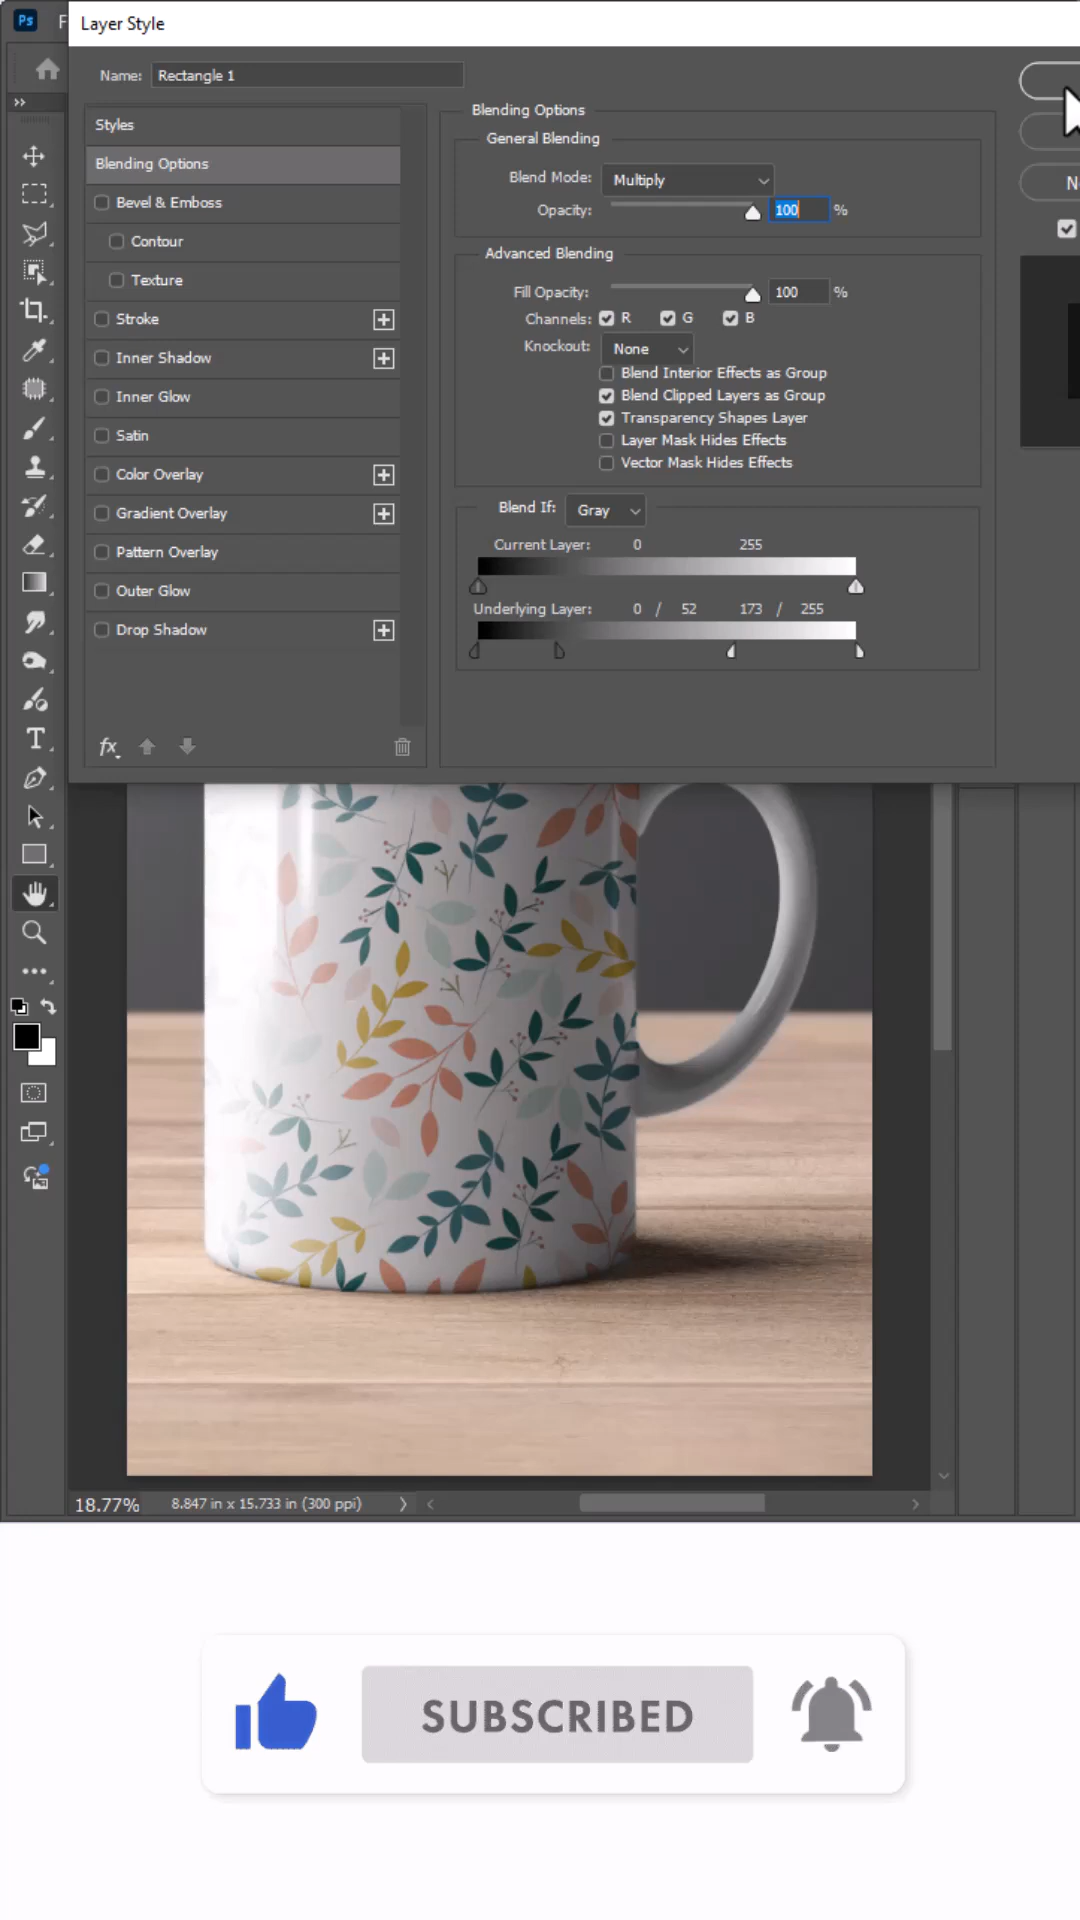 Ps F
Layer Style
Name: Rectangle 1
Styles
Blending Options
Bevel & Emboss
Contour
Texture
Stroke
Inner Shadow
Inner Glow
Satin
Color Overlay
Gradient Overlay
Pattern Overlay
Outer Glow
Drop Shadow
fx
Blending Options
General Blending
Blend Mode: Multiply
Opacity: 100 %
Advanced Blending
Fill Opacity: 100 %
Channels: R G B
Knockout: None
Blend Interior Effects as Group
Blend Clipped Layers as Group
Transparency Shapes Layer
Layer Mask Hides Effects
Vector Mask Hides Effects
Blend If: Gray
Current Layer: 0 255
Underlying Layer: 0 / 52 173 / 255
N
18.77% 8.847 in x 15.733 in (300 ppi)
SUBSCRIBED